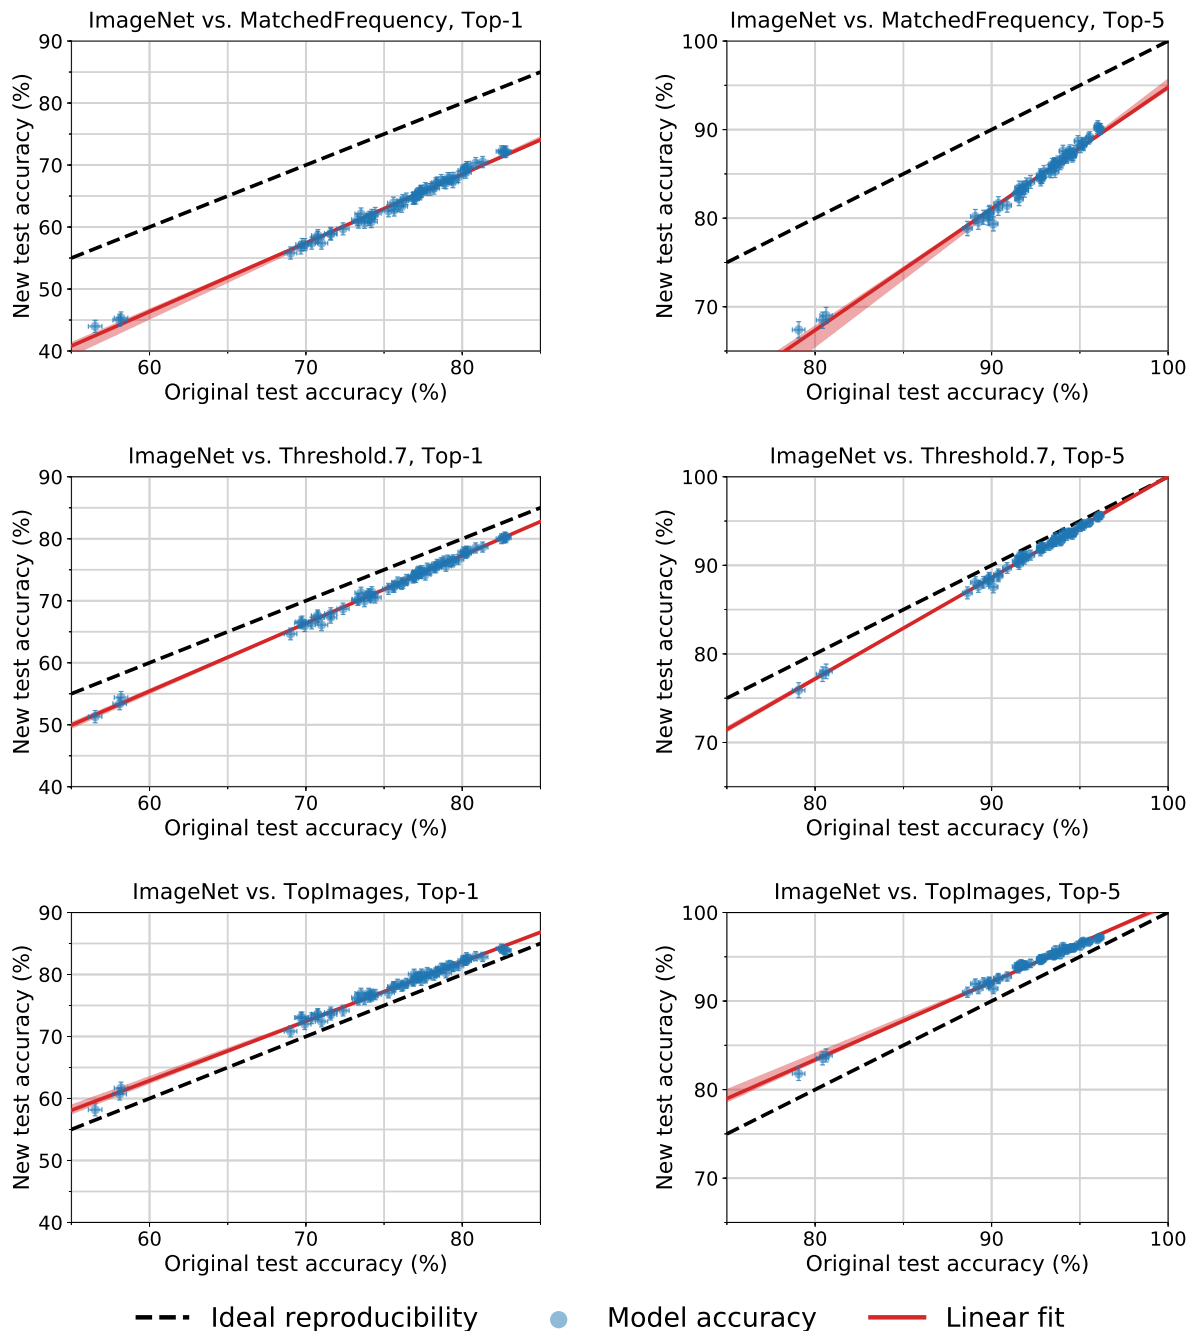 ImageNet vs. MatchedFrequency, Top-1
New test accuracy (%)
90
80
70
60
50
40
60 70 80
Original test accuracy (%)
ImageNet vs. MatchedFrequency, Top-5
New test accuracy (%)
100
90
80
70
80 90 100
Original test accuracy (%)
ImageNet vs. Threshold.7, Top-1
New test accuracy (%)
90
80
70
60
50
40
60 70 80
Original test accuracy (%)
ImageNet vs. Threshold.7, Top-5
New test accuracy (%)
100
90
80
70
80 90 100
Original test accuracy (%)
ImageNet vs. TopImages, Top-1
New test accuracy (%)
90
80
70
60
50
40
60 70 80
Original test accuracy (%)
ImageNet vs. TopImages, Top-5
New test accuracy (%)
100
90
80
70
80 90 100
Original test accuracy (%)
Ideal reproducibility Model accuracy Linear fit